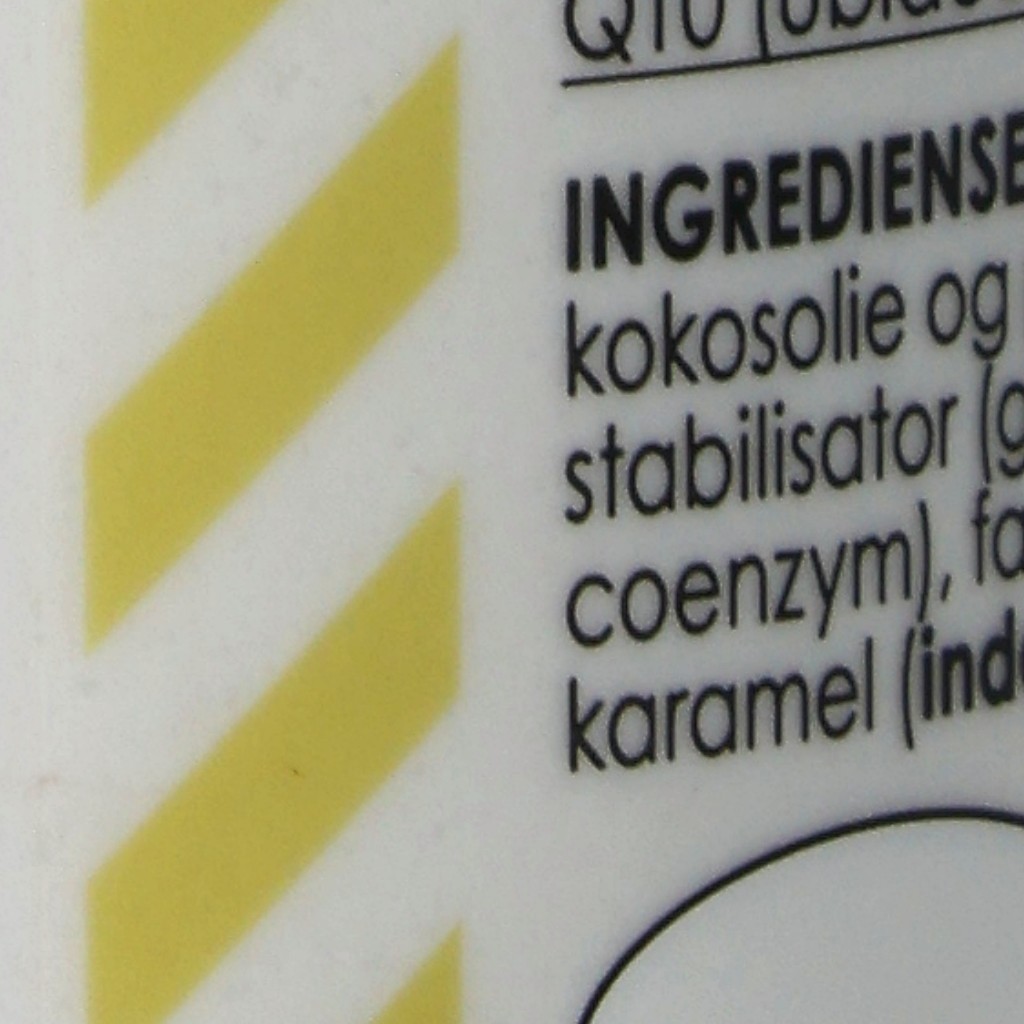 Q10
INGREDIENSE
kokosolie og
stabilisator (g
coenzym), fa
karamel (ind